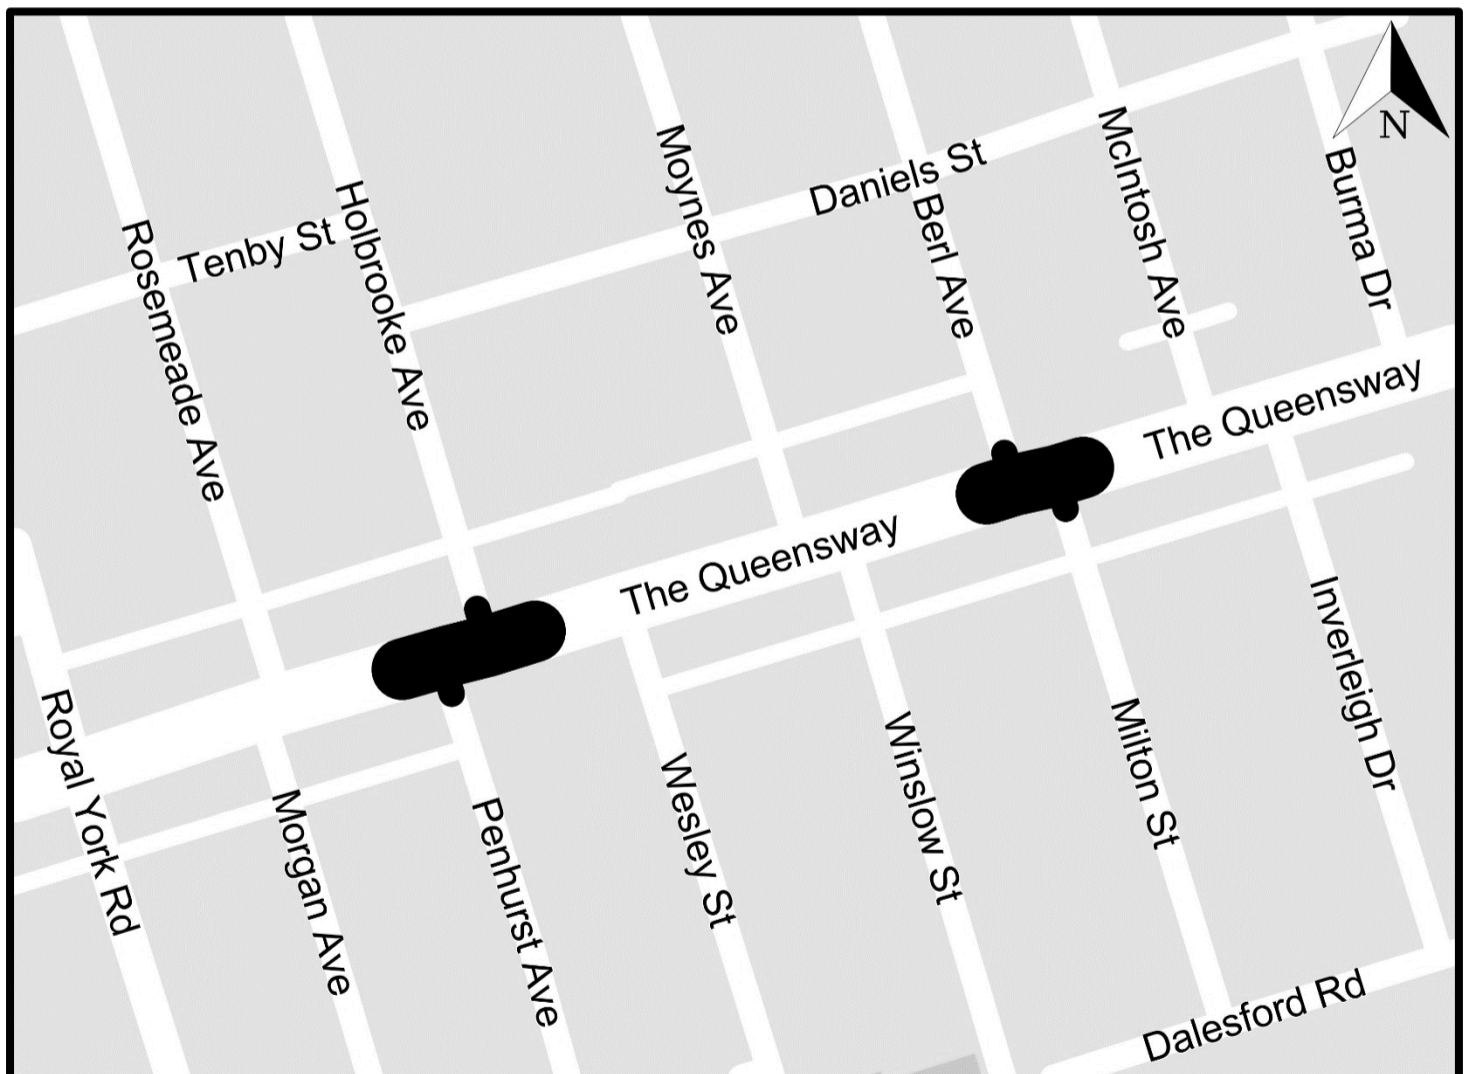 N
Daniels St
McIntosh Ave
Moynes Ave
Burma Dr
Holbrooke Ave
Berl Ave
Tenby St
Rosemeade Ave
The Queensway
The Queensway
Inverleigh Dr
Royal York Rd
Milton St
Winslow St
Wesley St
Morgan Ave
Penhurst Ave
Dalesford Rd